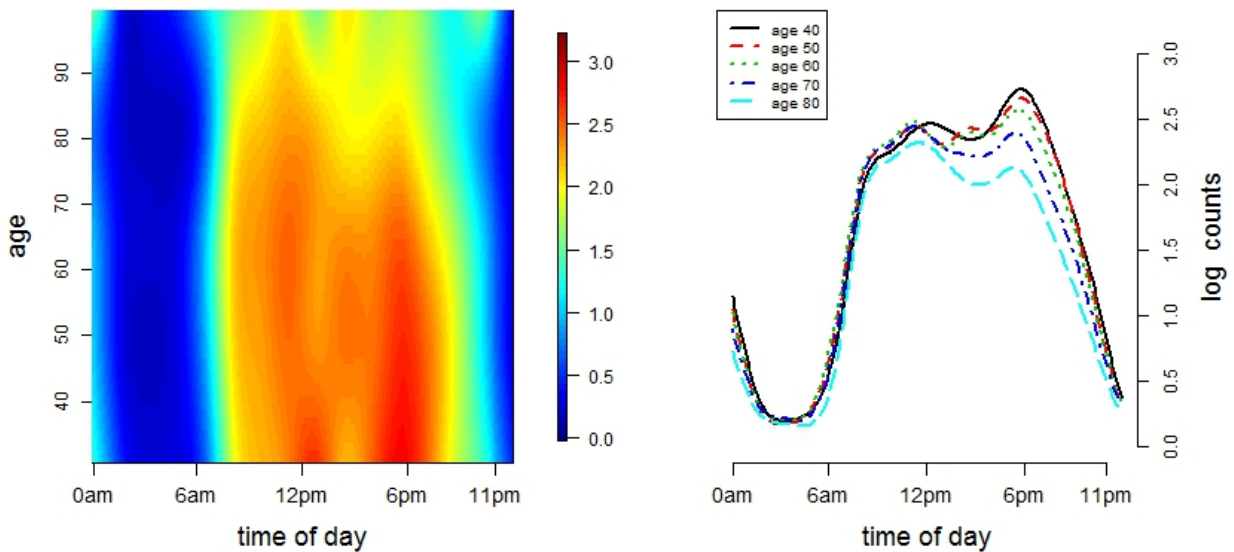 age
90
80
70
60
50
40
0am 6am 12pm 6pm 11pm
time of day
3.0
2.5
2.0
1.5
1.0
0.5
0.0
age 40
age 50
age 60
age 70
age 80
0am 6am 12pm 6pm 11pm
time of day
3.0
2.5
2.0
1.5
1.0
0.5
0.0
log counts